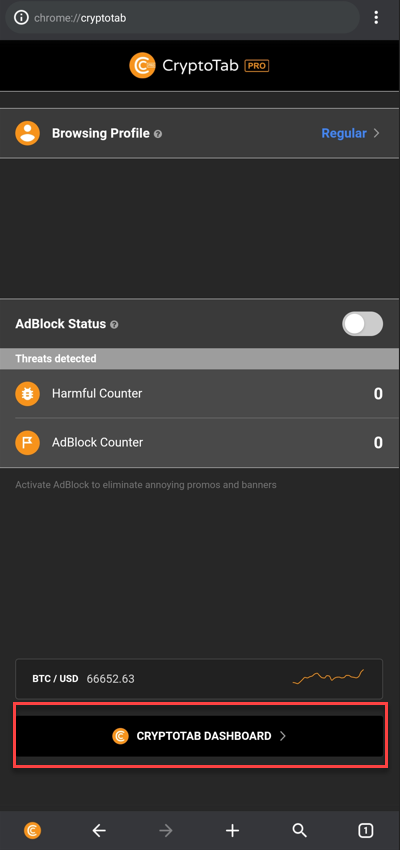 chrome://cryptotab
CryptoTab PRO
Browsing Profile ? Regular
AdBlock Status ?
Threats detected
Harmful Counter 0
AdBlock Counter 0
Activate AdBlock to eliminate annoying promos and banners
BTC / USD 66652.63
CRYPTOTAB DASHBOARD
1